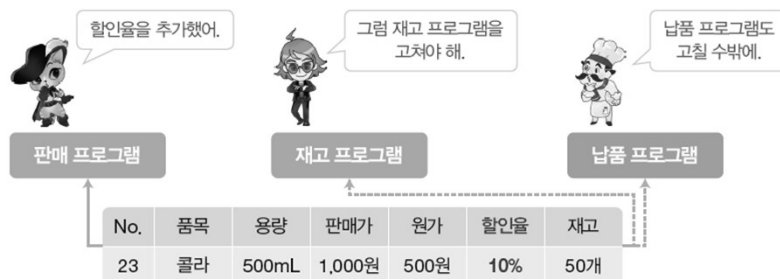 할인율을 추가했어.
그럼 재고 프로그램을
고쳐야 해.
납품 프로그램도
고칠 수밖에.
판매 프로그램
재고 프로그램
납품 프로그램
No. 품목 용량 판매가 원가 할인율 재고
23 콜라 500mL 1,000원 500원 10% 50개